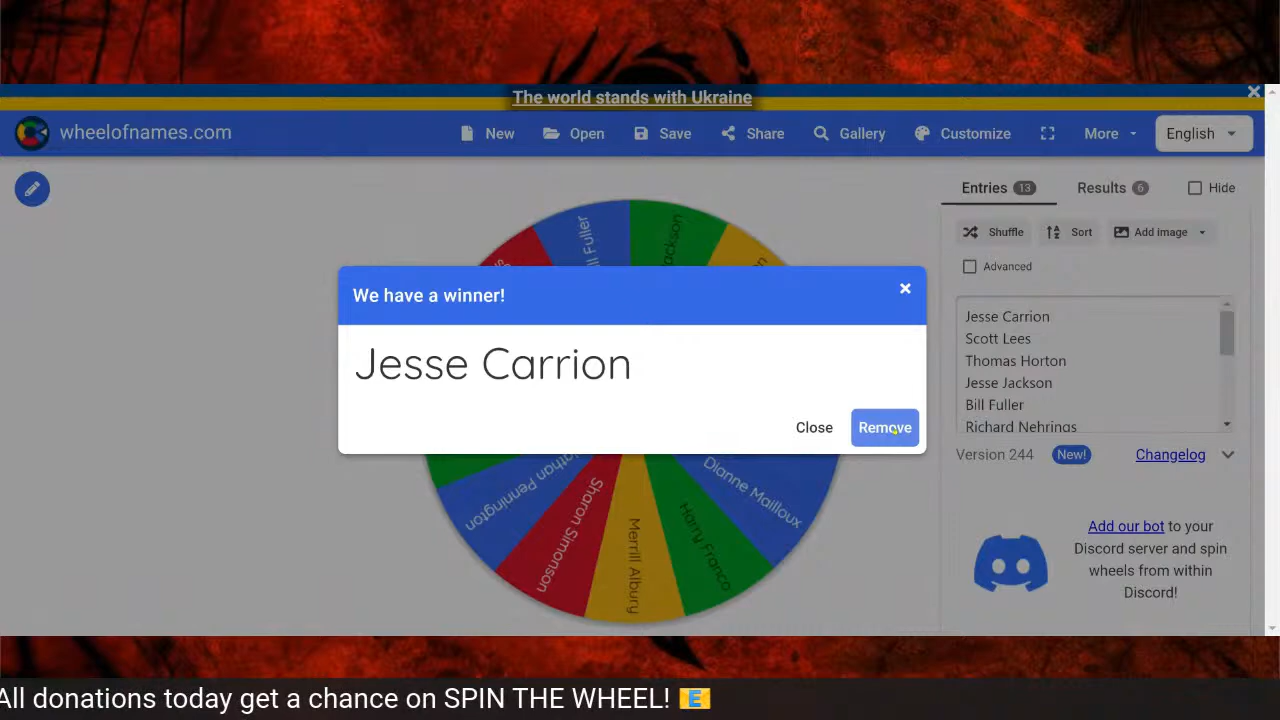 The world stands with Ukraine
wheelofnames.com
New
Open
Save
Share
Gallery
Customize
More
English
Entries 13
Results 6
Hide
Shuffle
Sort
Add image
Advanced
Fuller
Jackson
We have a winner!
Jesse Carrion
Close
Remove
Jesse Carrion
Scott Lees
Thomas Horton
Jesse Jackson
Bill Fuller
Richard Nehrings
Version 244
New!
Changelog
Pennington
Sharon Simonson
Merrill Albury
Harry Franco
Dianne Mailloux
Add our bot to your
Discord server and spin
wheels from within
Discord!
All donations today get a chance on SPIN THE WHEEL! 📧